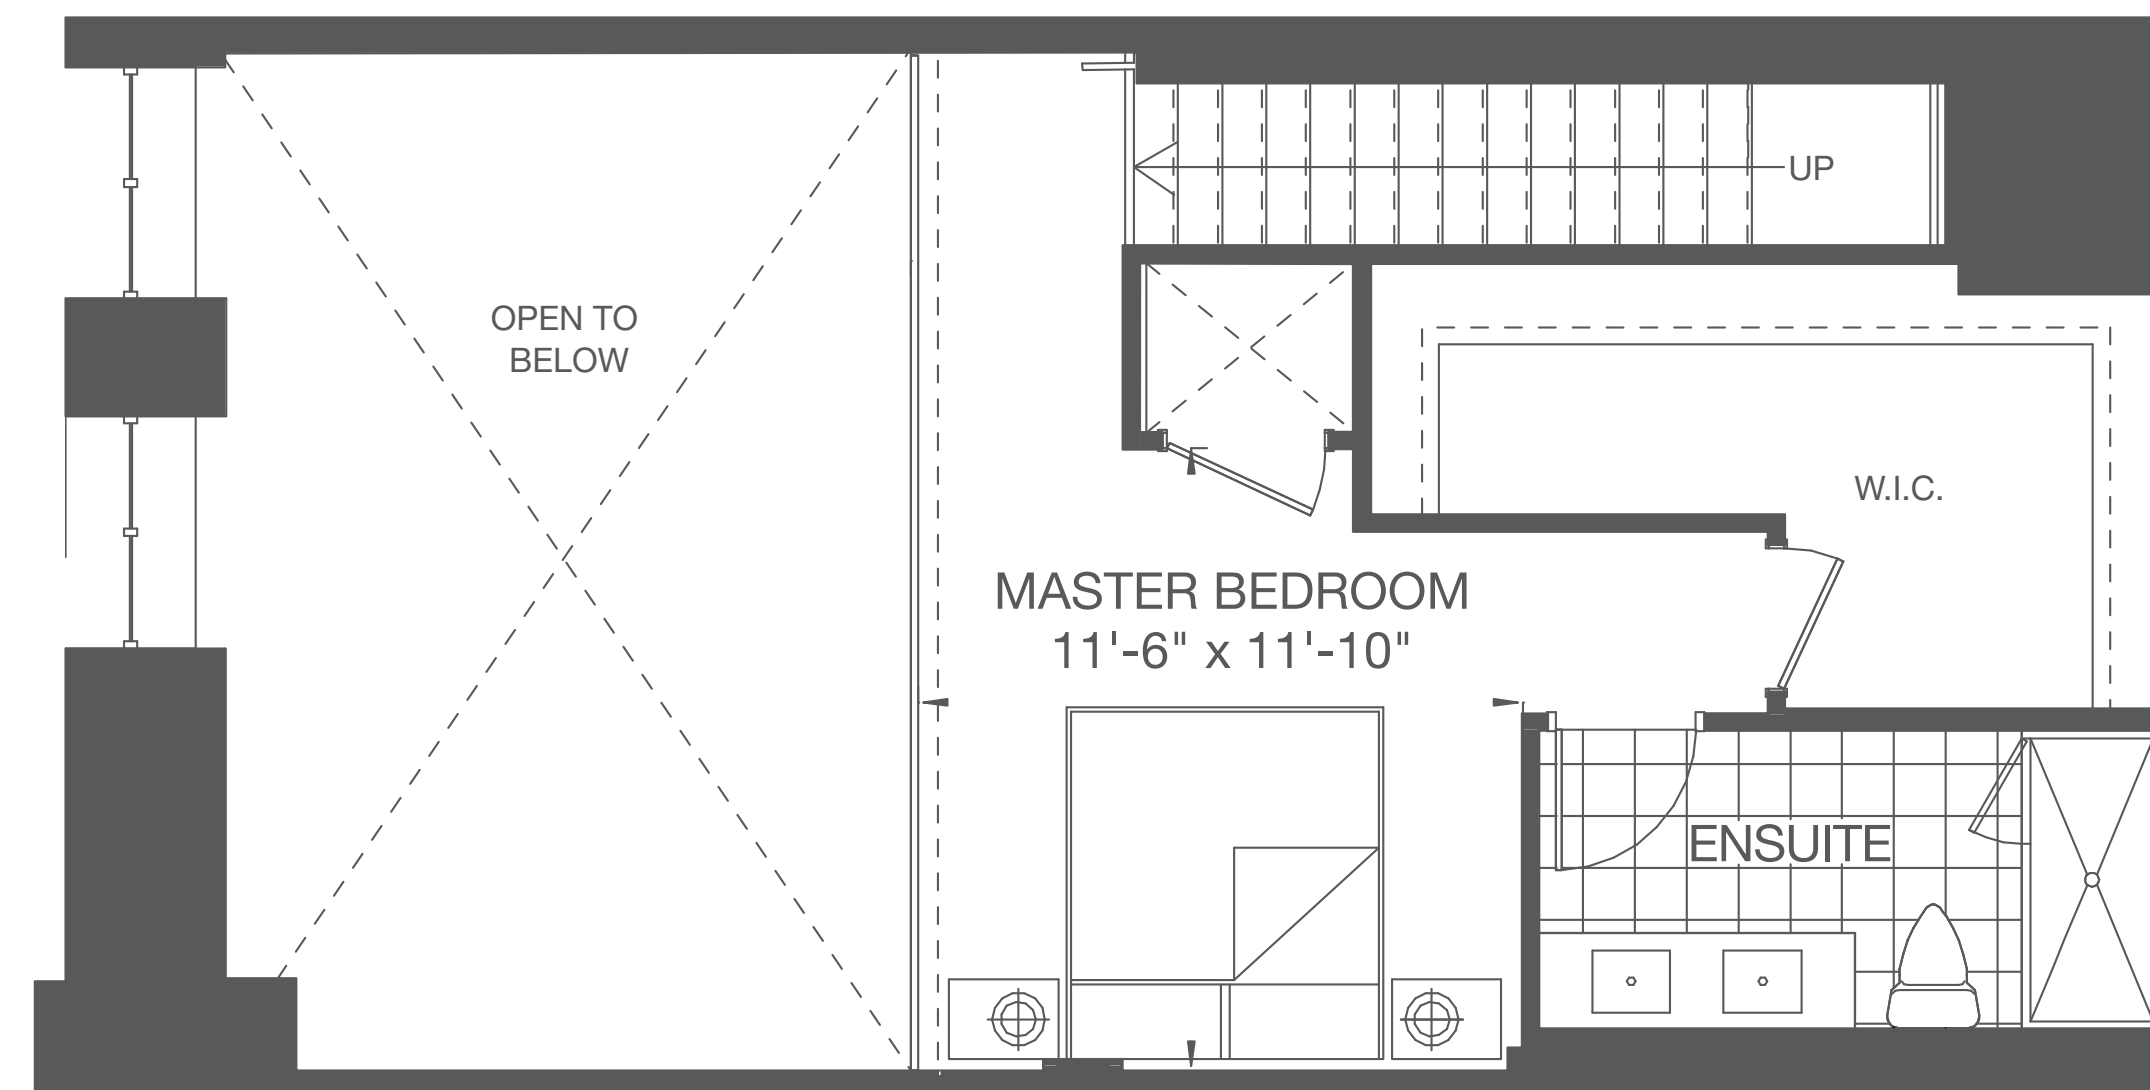 UP
OPEN TO
BELOW
W.I.C.
MASTER BEDROOM
11'-6" x 11'-10"
ENSUITE